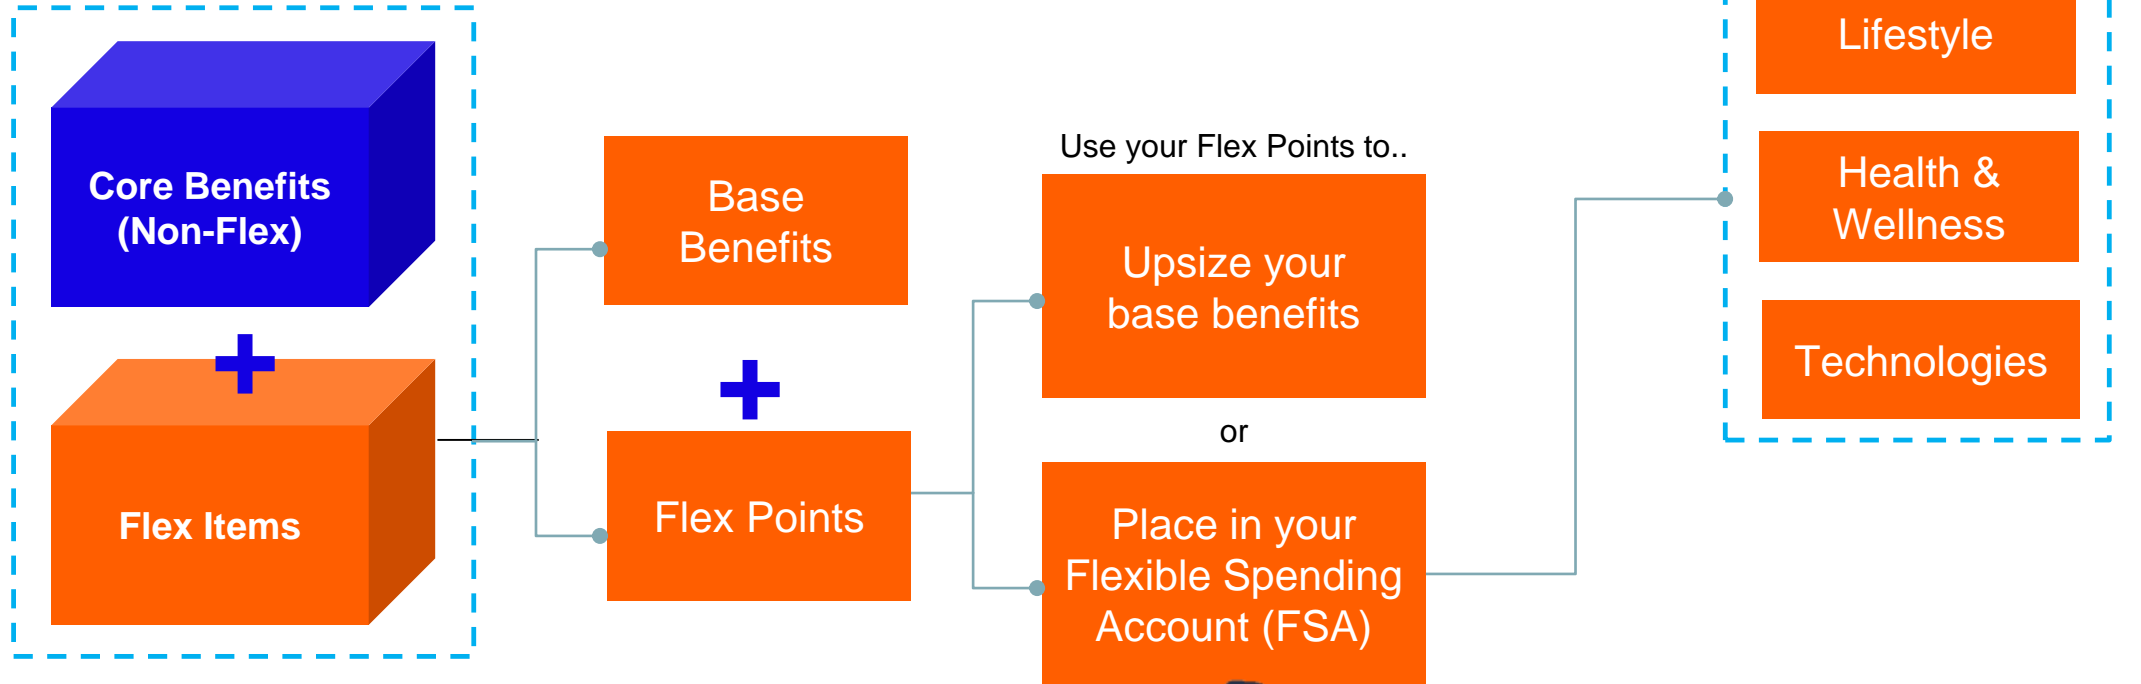 Core Benefits
(Non-Flex)
Flex Items
Base
Benefits
Flex Points
Use your Flex Points to..
Upsize your
base benefits
or
Place in your
Flexible Spending
Account (FSA)
Lifestyle
Health &
Wellness
Technologies